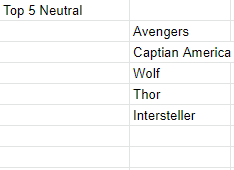 Top 5 Neutral
Avengers
Captian America
Wolf
Thor
Intersteller